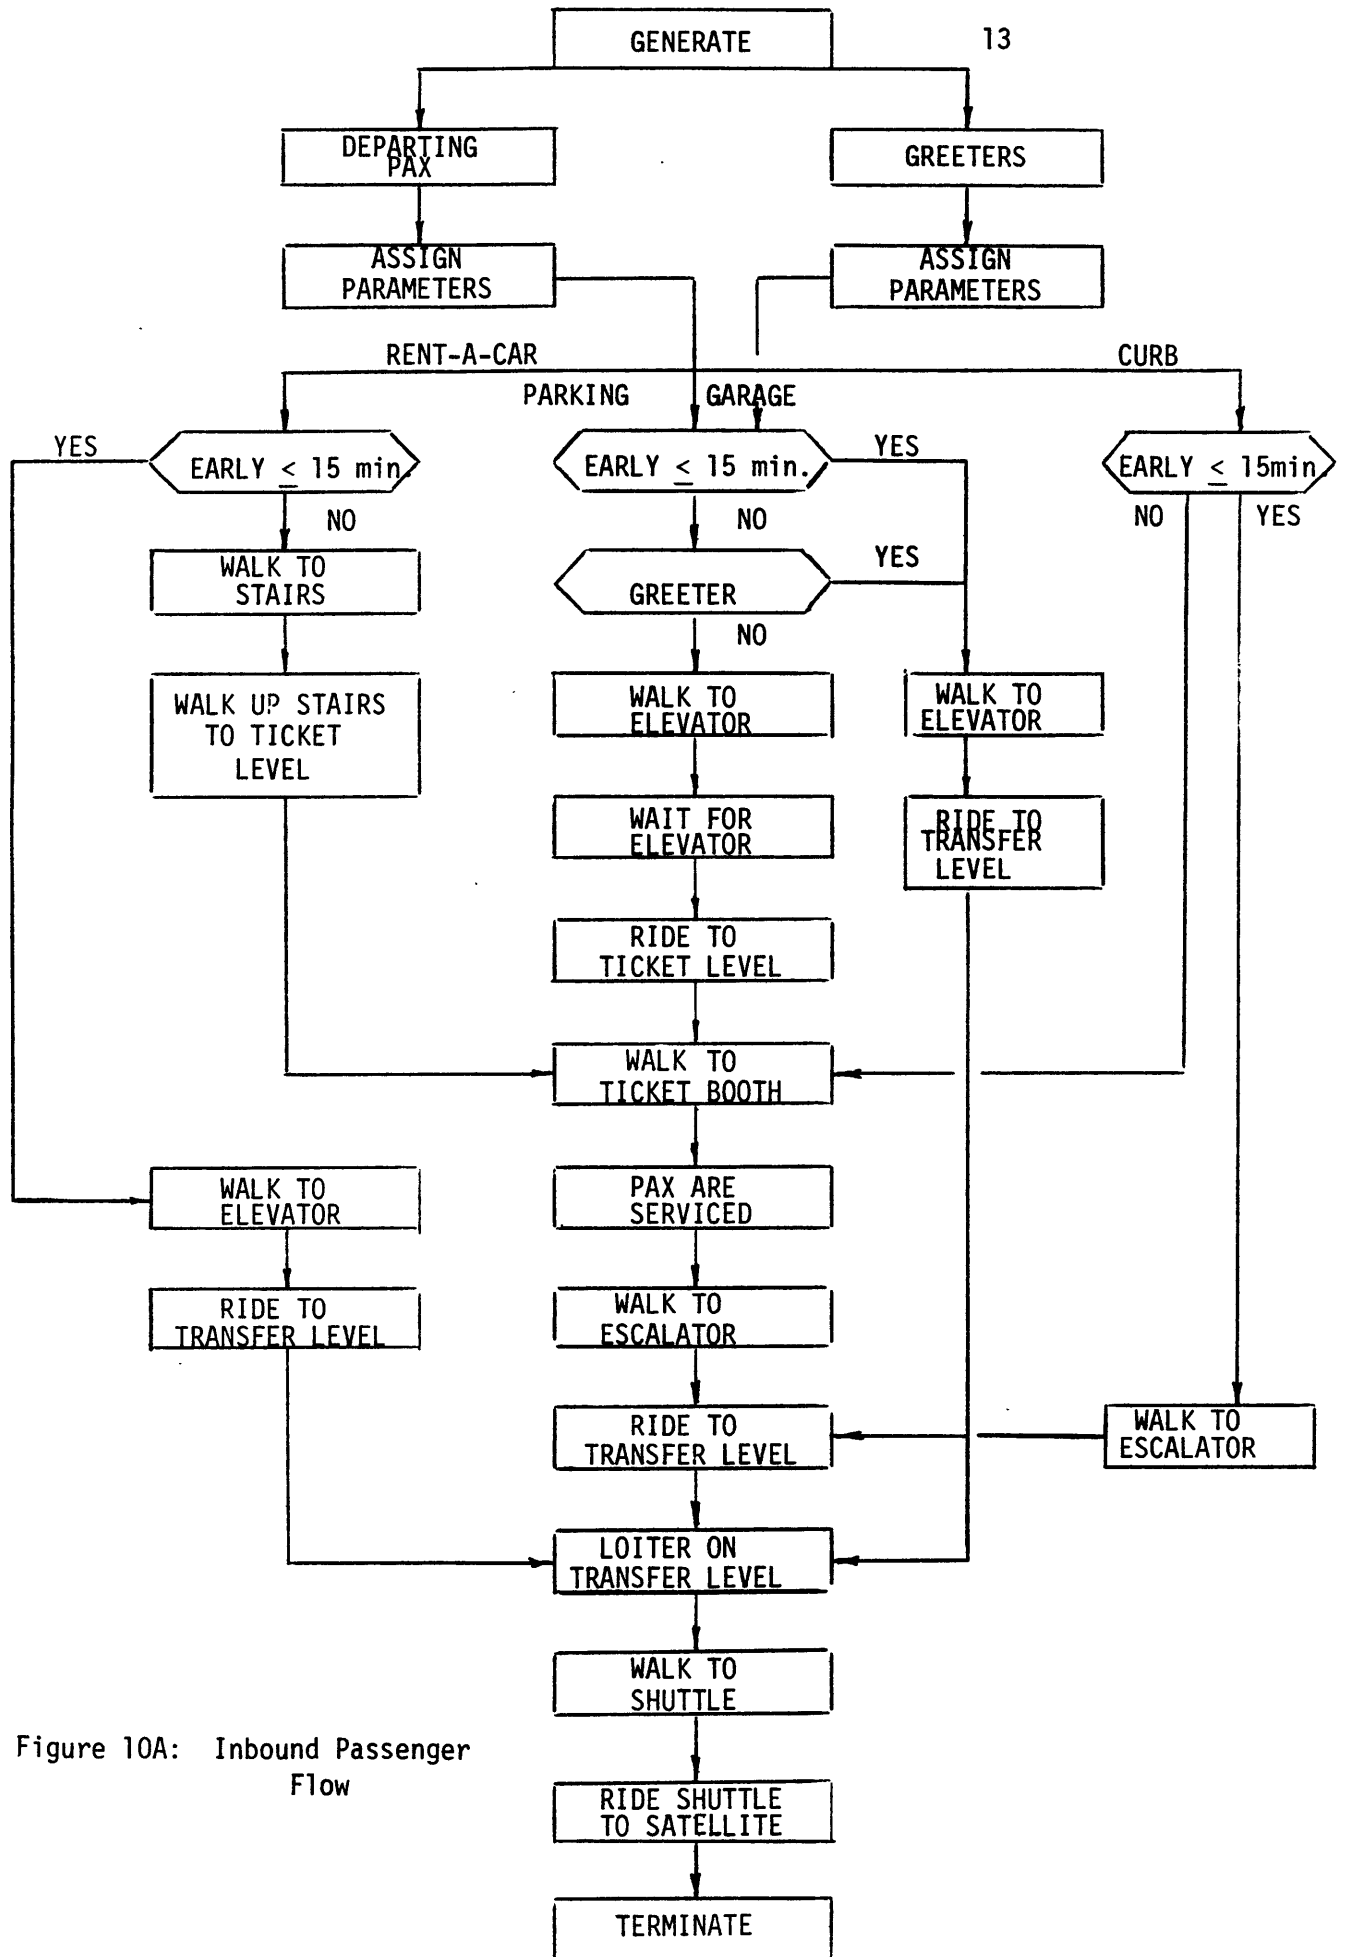 GENERATE
13
DEPARTING
PAX
GREETERS
ASSIGN
PARAMETERS
ASSIGN
PARAMETERS
RENT-A-CAR
CURB
PARKING GARAGE
YES
EARLY ≤ 15 min.
NO
EARLY ≤ 15 min.
YES
NO
EARLY ≤ 15min
NO
YES
WALK TO
STAIRS
GREETER
YES
NO
WALK UP STAIRS
TO TICKET
LEVEL
WALK TO
ELEVATOR
WALK TO
ELEVATOR
WAIT FOR
ELEVATOR
RIDE TO
TRANSFER
LEVEL
RIDE TO
TICKET LEVEL
WALK TO
TICKET BOOTH
WALK TO
ELEVATOR
PAX ARE
SERVICED
RIDE TO
TRANSFER LEVEL
WALK TO
ESCALATOR
RIDE TO
TRANSFER LEVEL
WALK TO
ESCALATOR
LOITER ON
TRANSFER LEVEL
WALK TO
SHUTTLE
Figure 10A: Inbound Passenger
Flow
RIDE SHUTTLE
TO SATELLITE
TERMINATE